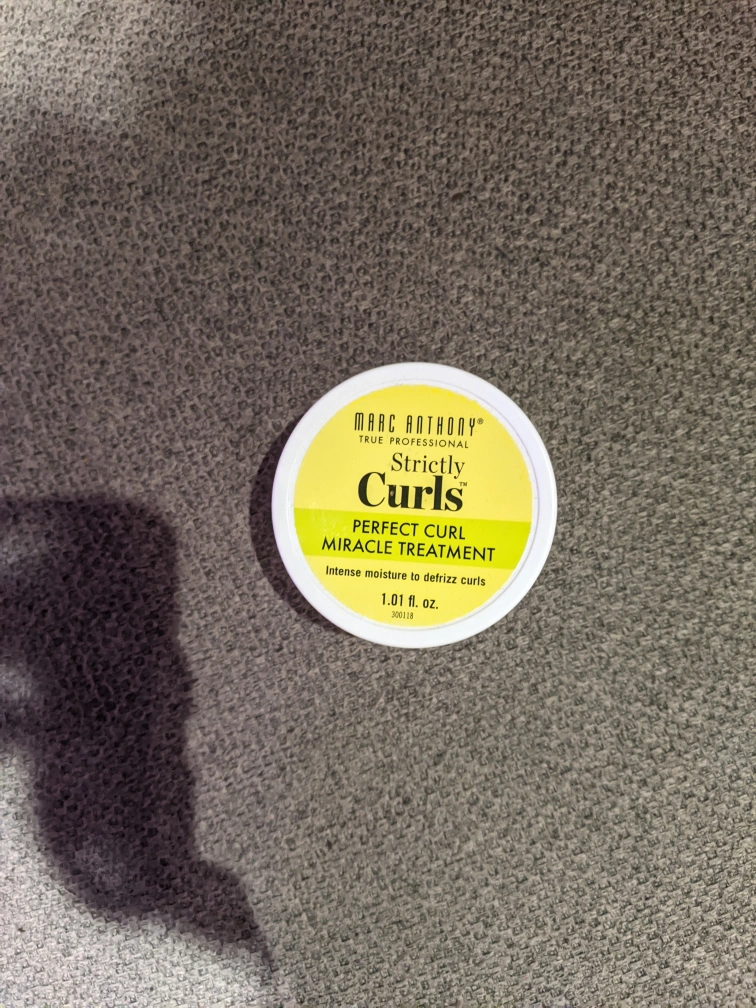 MARC ANTHONY®
TRUE PROFESSIONAL
Strictly
Curls™
PERFECT CURL
MIRACLE TREATMENT
Intense moisture to defrizz curls
1.01 fl. oz.
300118